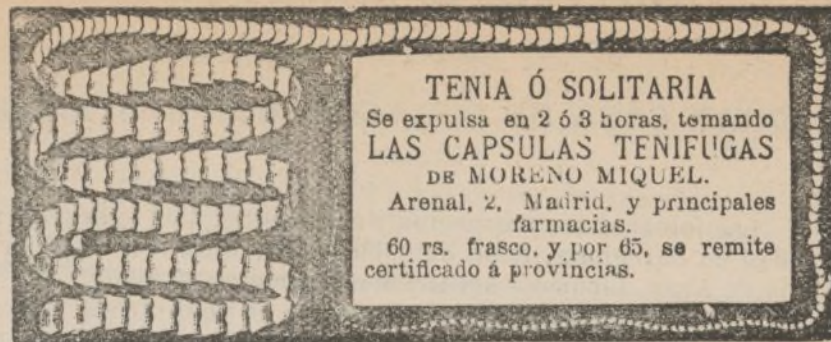 TENIA Ó SOLITARIA
Se expulsa en 2 ó 3 horas, tomando
LAS CAPSULAS TENIFUGAS
DE MORENO MIQUEL.
Arenal, 2, Madrid, y principales
farmacias.
60 rs. frasco, y por 65, se remite
certificado á provincias.